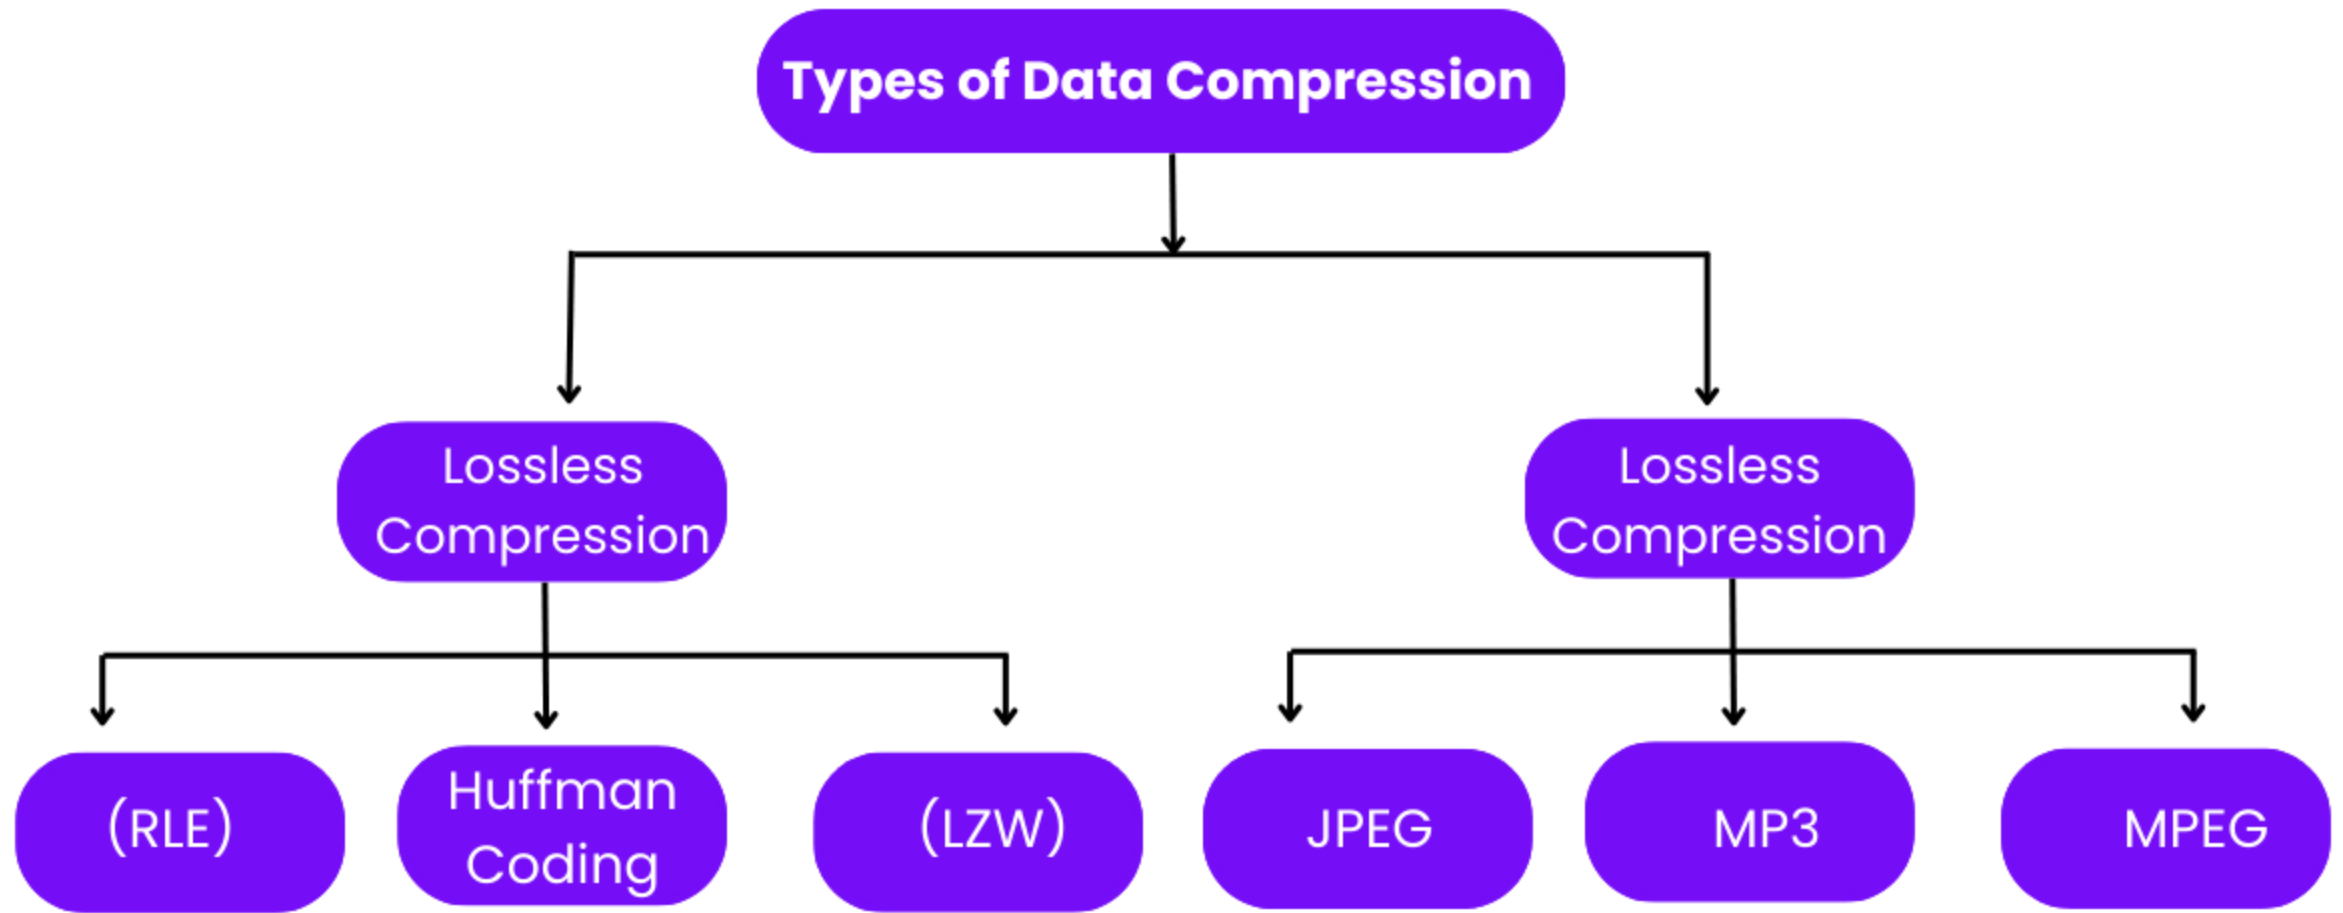 Types of Data Compression
Lossless
Compression
Lossless
Compression
(RLE)
Huffman
Coding
(LZW)
JPEG
MP3
MPEG